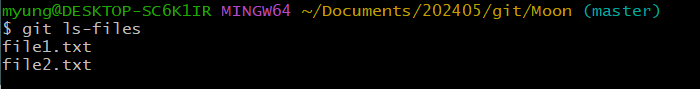 myung@DESKTOP-SC6K1IR MINGW64 ~/Documents/202405/git/Moon (master)
$ git ls-files
file1.txt
file2.txt